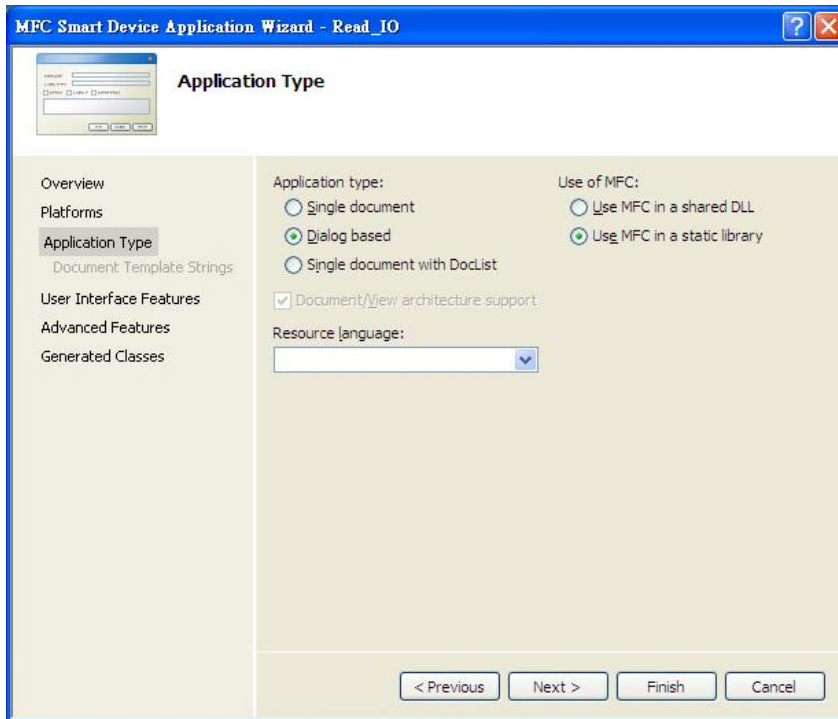 MFC Smart Device Application Wizard - Read_IO
Application Type
Overview
Platforms
Application Type
Document Template Strings
User Interface Features
Advanced Features
Generated Classes
Application type:
Single document
Dialog based
Single document with DocList
Document/View architecture support
Resource language:
Use of MFC:
Use MFC in a shared DLL
Use MFC in a static library
< Previous
Next >
Finish
Cancel